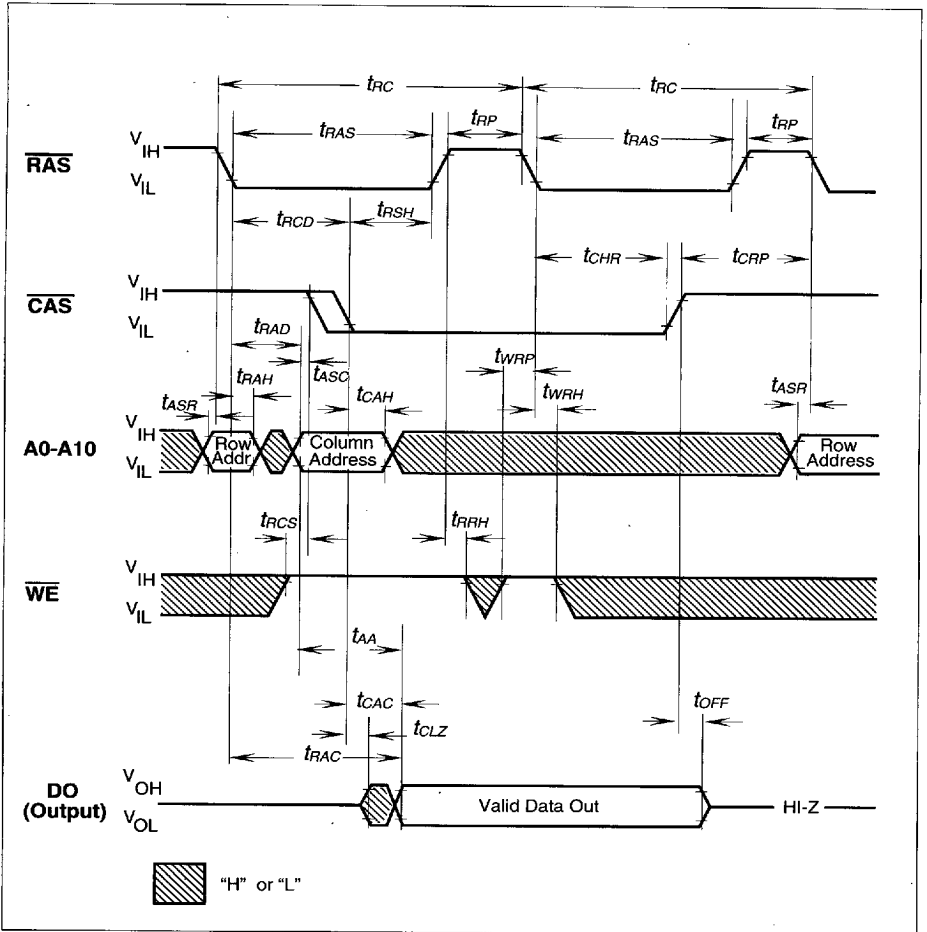 tRC tRC
tRAS tRP tRAS tRP
RAS VIH
VIL
tRCD tRSH
tCHR tCRP
CAS VIH
VIL
tRAD tASC tWRP
tRAH tCAH tWRH
tASR tASR
A0-A10 VIH Row Addr Column Address Row Address
VIL
tRCS tRRH
WE VIH
VIL
tAA
tCAC tOFF
tCLZ
tRAC
DO (Output) VOH
VOL Valid Data Out HI-Z
"H" or "L"